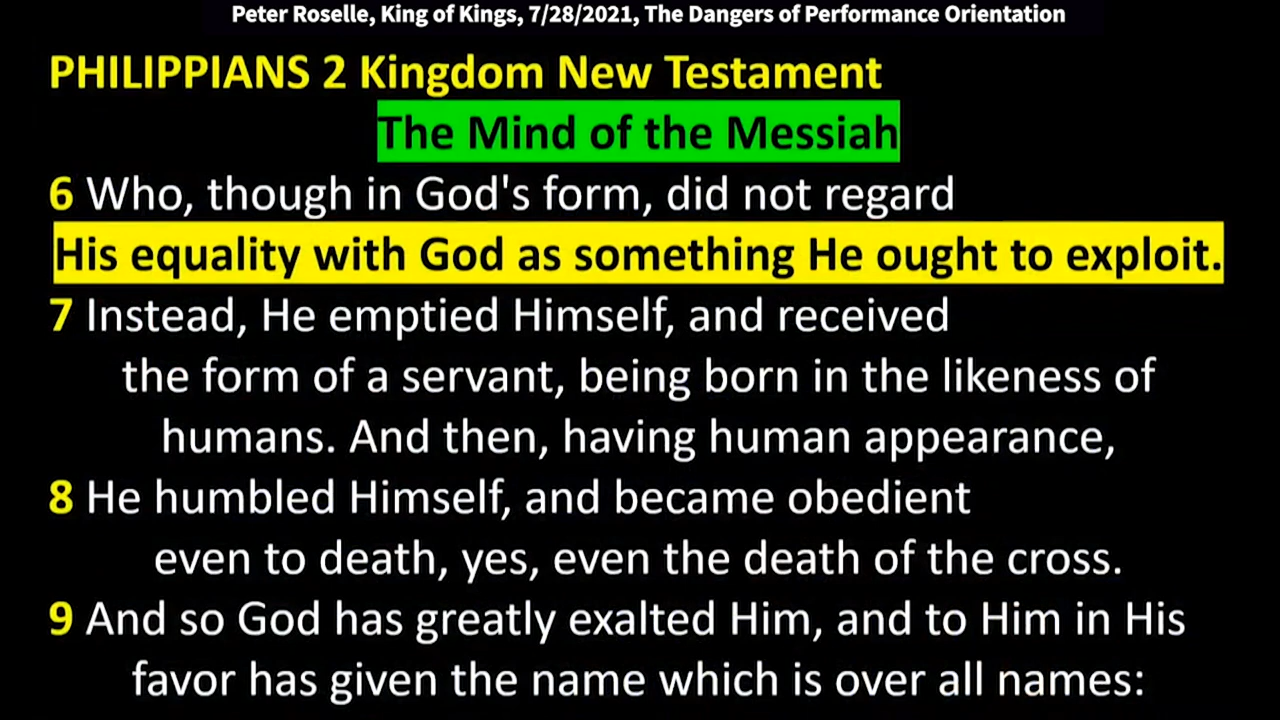 Peter Roselle, King of Kings, 7/28/2021, The Dangers of Performance Orientation
PHILIPPIANS 2 Kingdom New Testament
The Mind of the Messiah
6 Who, though in God's form, did not regard
His equality with God as something He ought to exploit.
7 Instead, He emptied Himself, and received
the form of a servant, being born in the likeness of
humans. And then, having human appearance,
8 He humbled Himself, and became obedient
even to death, yes, even the death of the cross.
9 And so God has greatly exalted Him, and to Him in His
favor has given the name which is over all names: